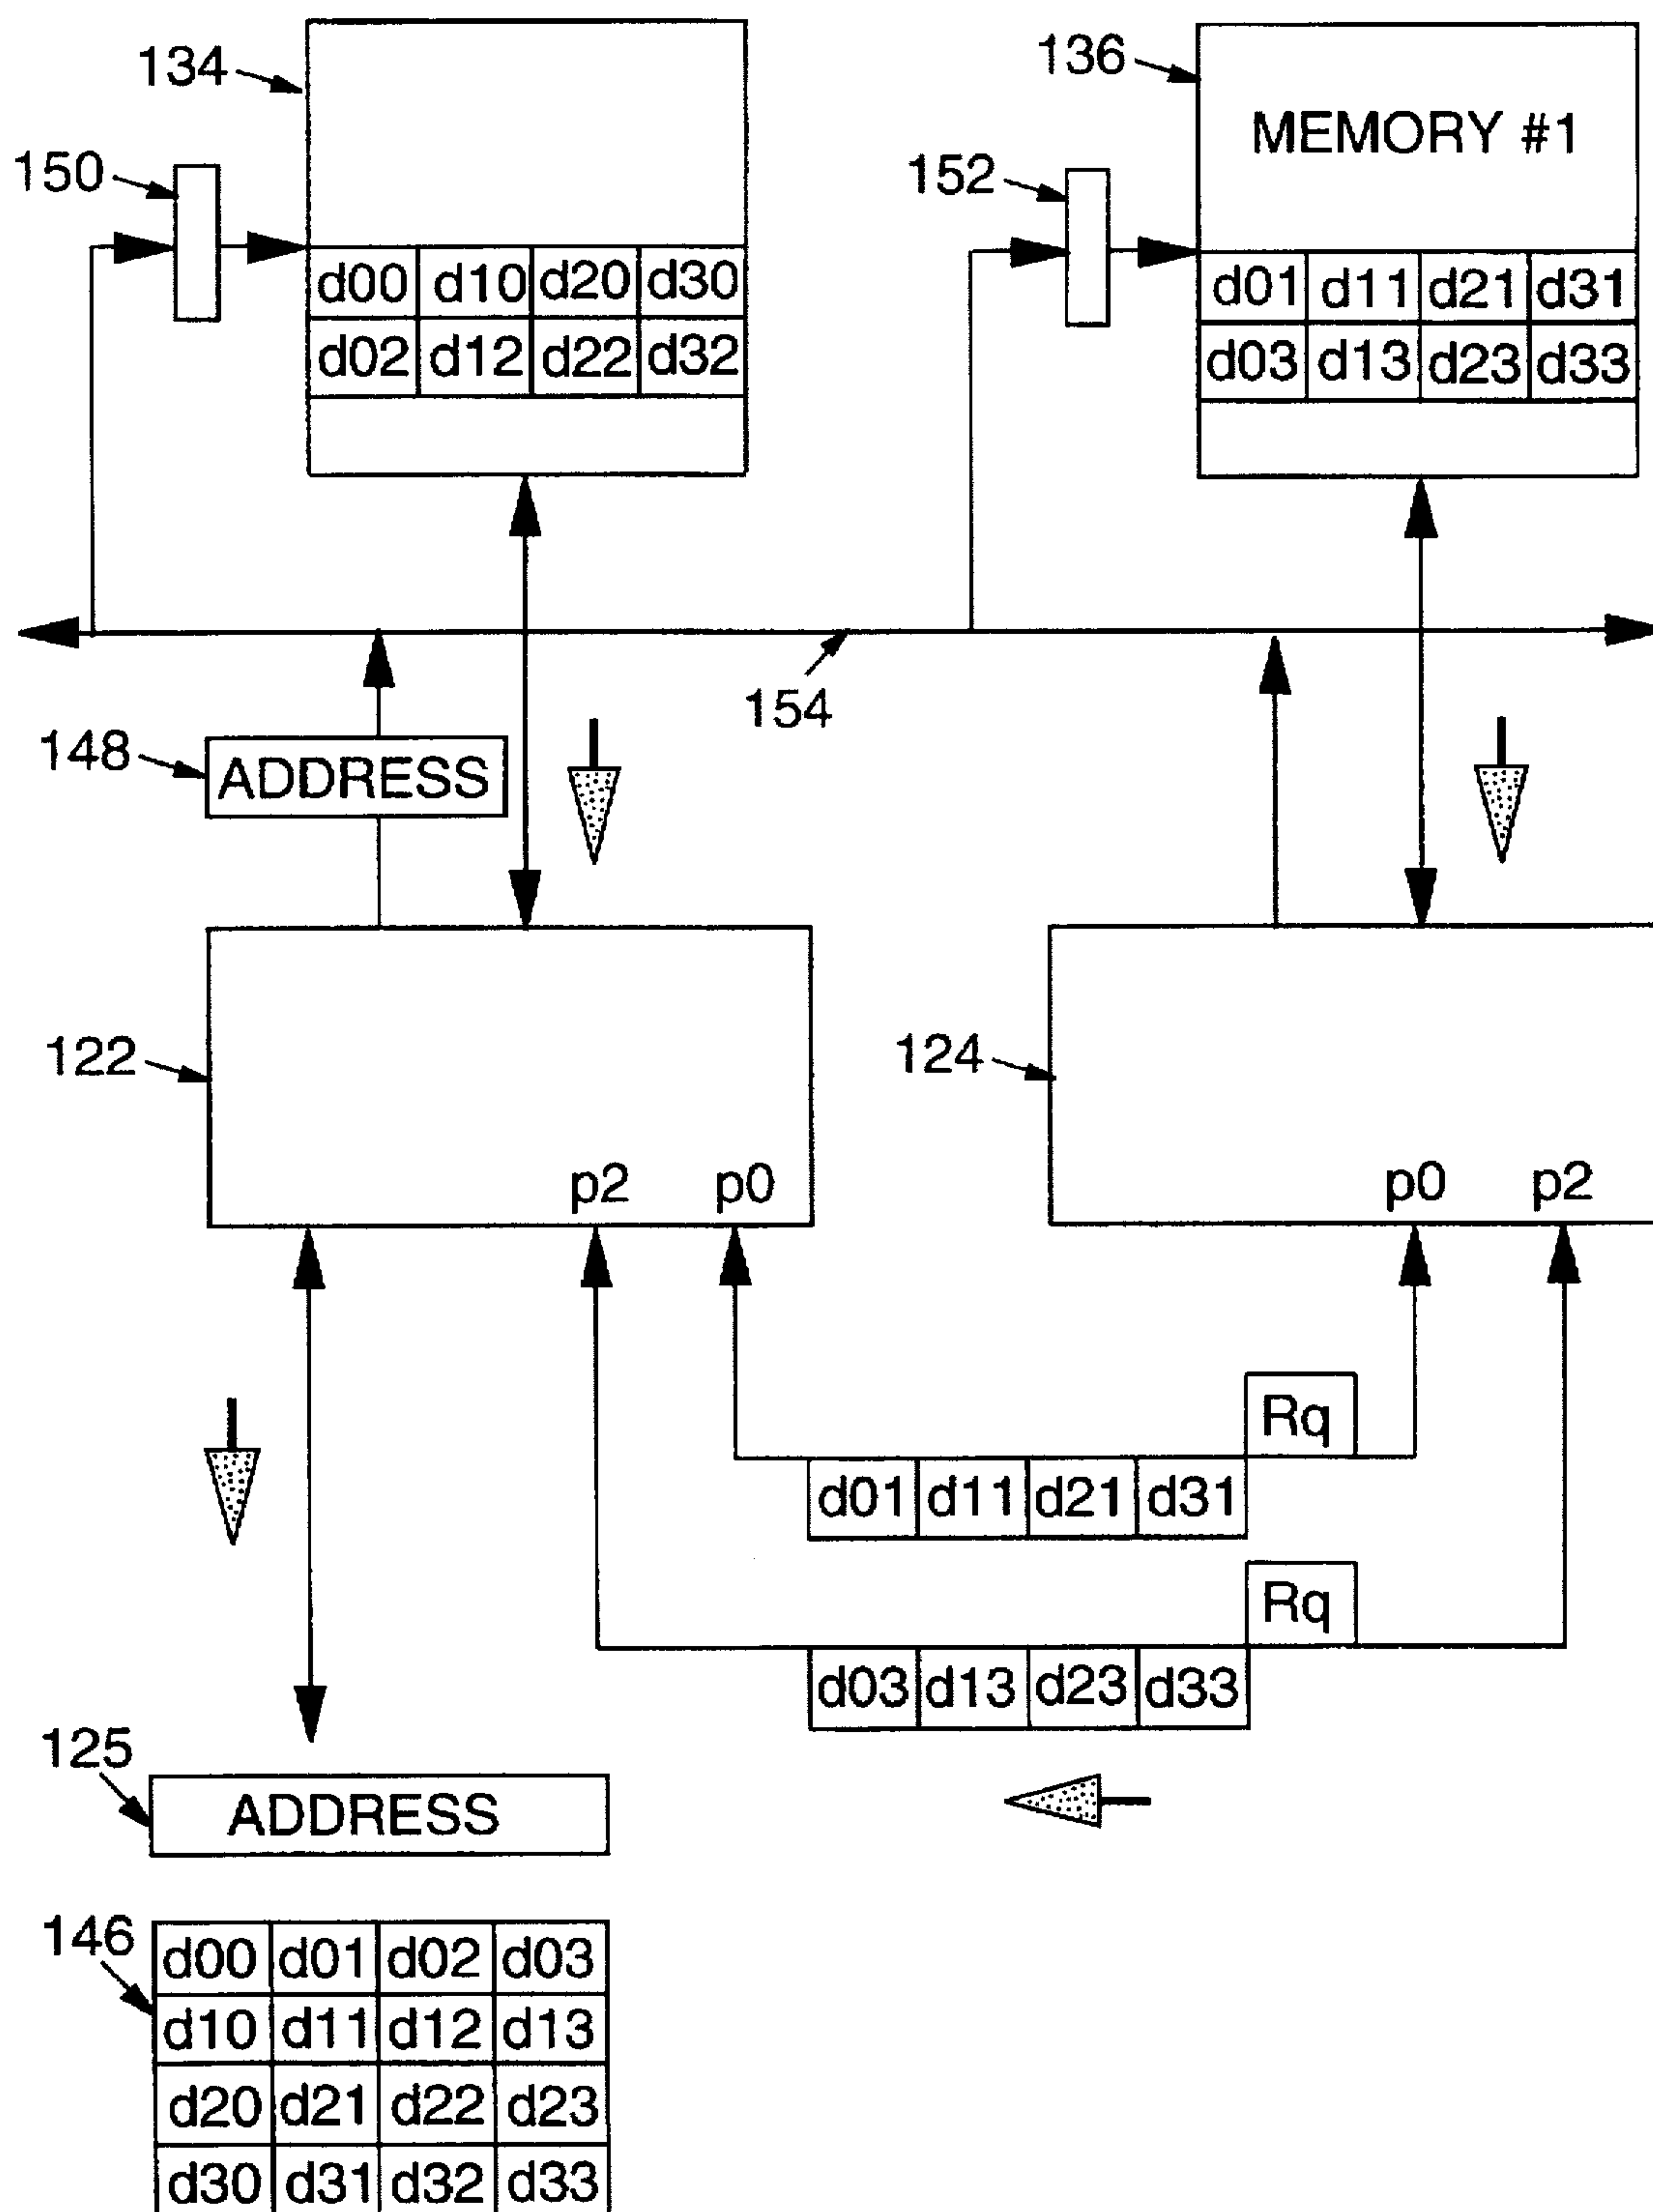 134
136
MEMORY #1
150
152
d00 d10 d20 d30
d01 d11 d21 d31
d02 d12 d22 d32
d03 d13 d23 d33
154
148
ADDRESS
122
124
p2 p0
p0 p2
Rq
d01 d11 d21 d31
Rq
d03 d13 d23 d33
125
ADDRESS
146
d00 d01 d02 d03
d10 d11 d12 d13
d20 d21 d22 d23
d30 d31 d32 d33